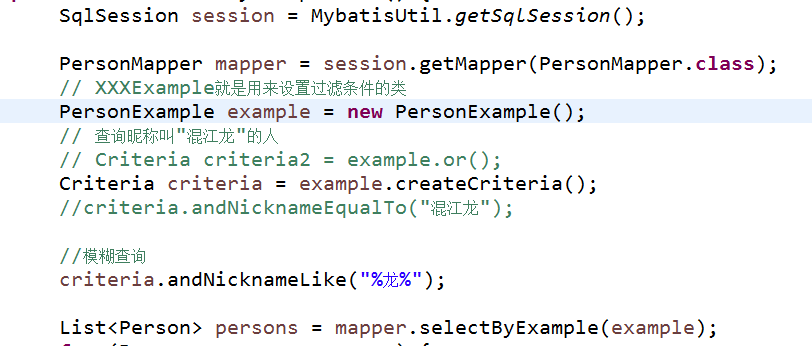 SqlSession session = MybatisUtil.getSqlSession();
PersonMapper mapper = session.getMapper(PersonMapper.class);
// XXXExample就是用来设置过滤条件的类
PersonExample example = new PersonExample();
// 查询昵称叫"混江龙"的人
// Criteria criteria2 = example.or();
Criteria criteria = example.createCriteria();
//criteria.andNicknameEqualTo("混江龙");
//模糊查询
criteria.andNicknameLike("%龙%");
List<Person> persons = mapper.selectByExample(example);